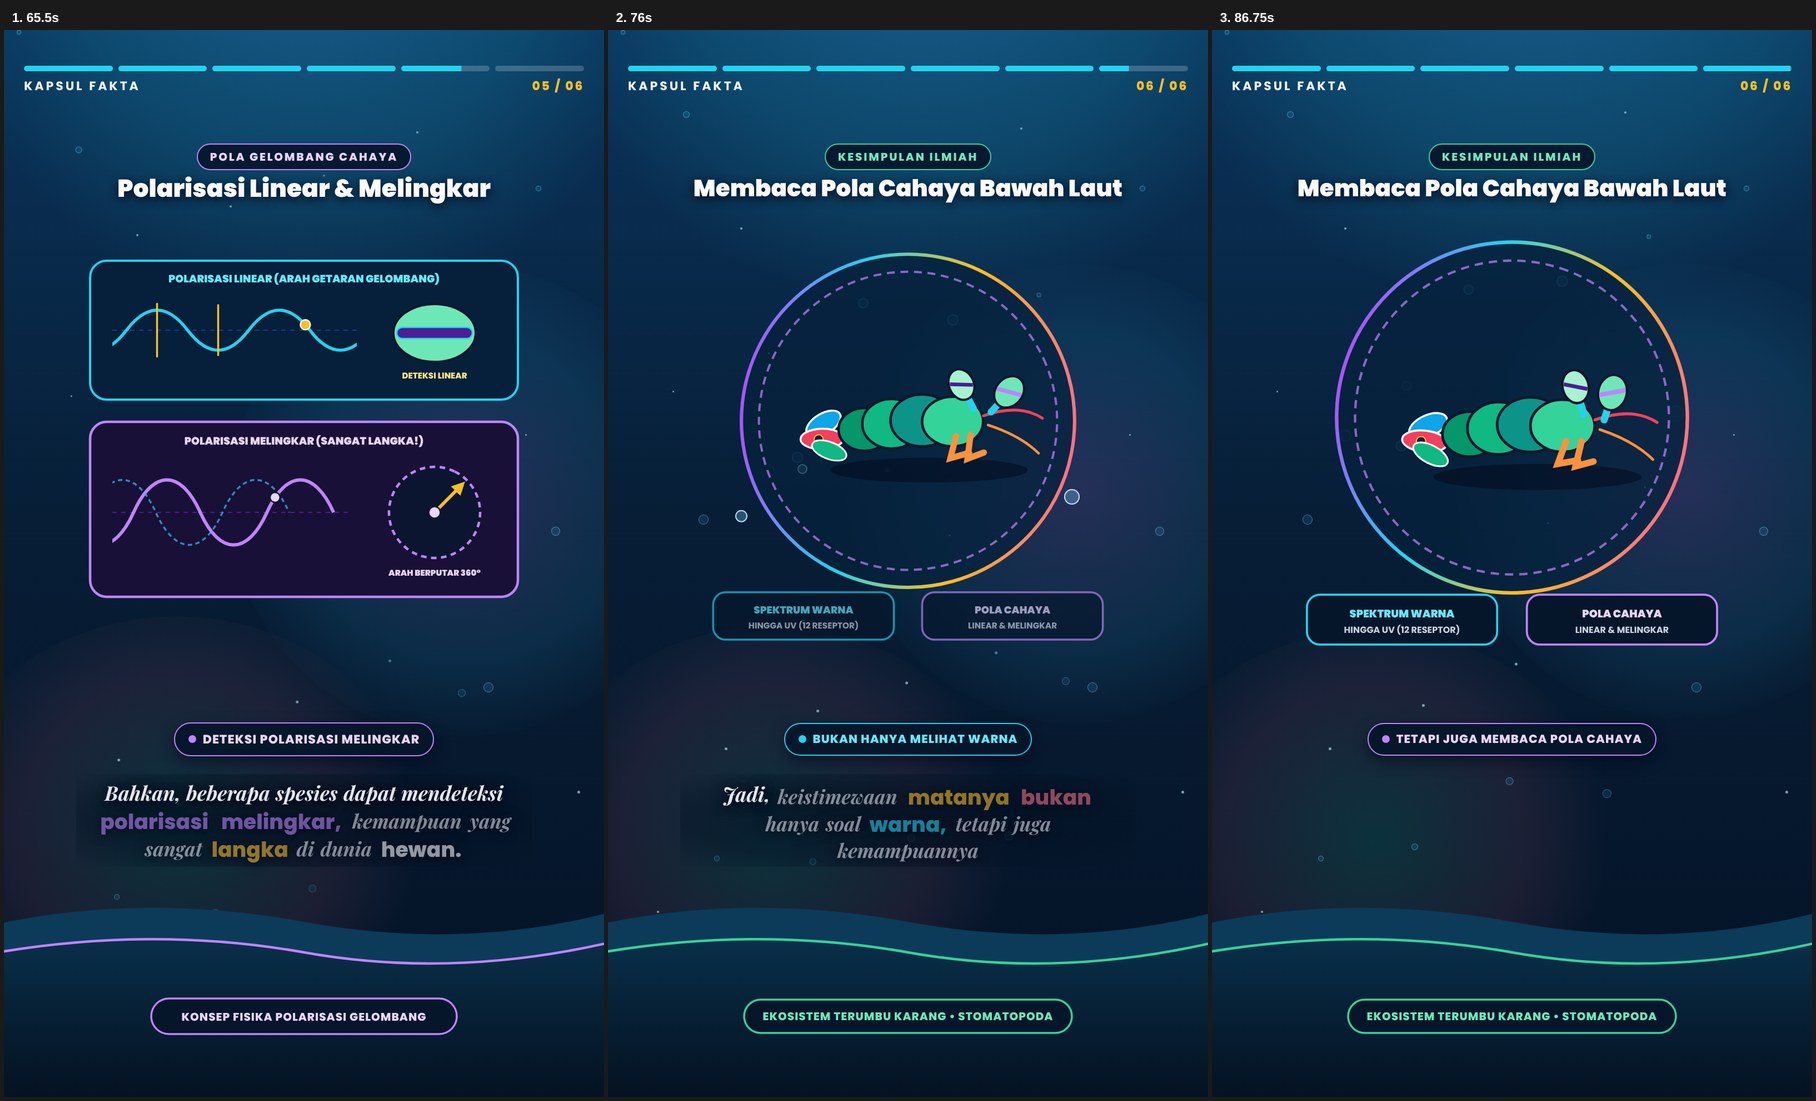 1. 65.5s
KAPSUL FAKTA
05 / 06
POLA GELOMBANG CAHAYA
Polarisasi Linear & Melingkar
POLARISASI LINEAR (ARAH GETARAN GELOMBANG)
DETEKSI LINEAR
POLARISASI MELINGKAR (SANGAT LANGKA!)
ARAH BERPUTAR 360°
DETEKSI POLARISASI MELINGKAR
Bahkan, beberapa spesies dapat mendeteksi
polarisasi melingkar, kemampuan yang
sangat langka di dunia hewan.
KONSEP FISIKA POLARISASI GELOMBANG
2. 76s
KAPSUL FAKTA
06 / 06
KESIMPULAN ILMIAH
Membaca Pola Cahaya Bawah Laut
SPEKTRUM WARNA
HINGGA UV (12 RESEPTOR)
POLA CAHAYA
LINEAR & MELINGKAR
BUKAN HANYA MELIHAT WARNA
Jadi, keistimewaan matanya bukan
hanya soal warna, tetapi juga
kemampuannya
EKOSISTEM TERUMBU KARANG • STOMATOPODA
3. 86.75s
KAPSUL FAKTA
06 / 06
KESIMPULAN ILMIAH
Membaca Pola Cahaya Bawah Laut
SPEKTRUM WARNA
HINGGA UV (12 RESEPTOR)
POLA CAHAYA
LINEAR & MELINGKAR
TETAPI JUGA MEMBACA POLA CAHAYA
EKOSISTEM TERUMBU KARANG • STOMATOPODA